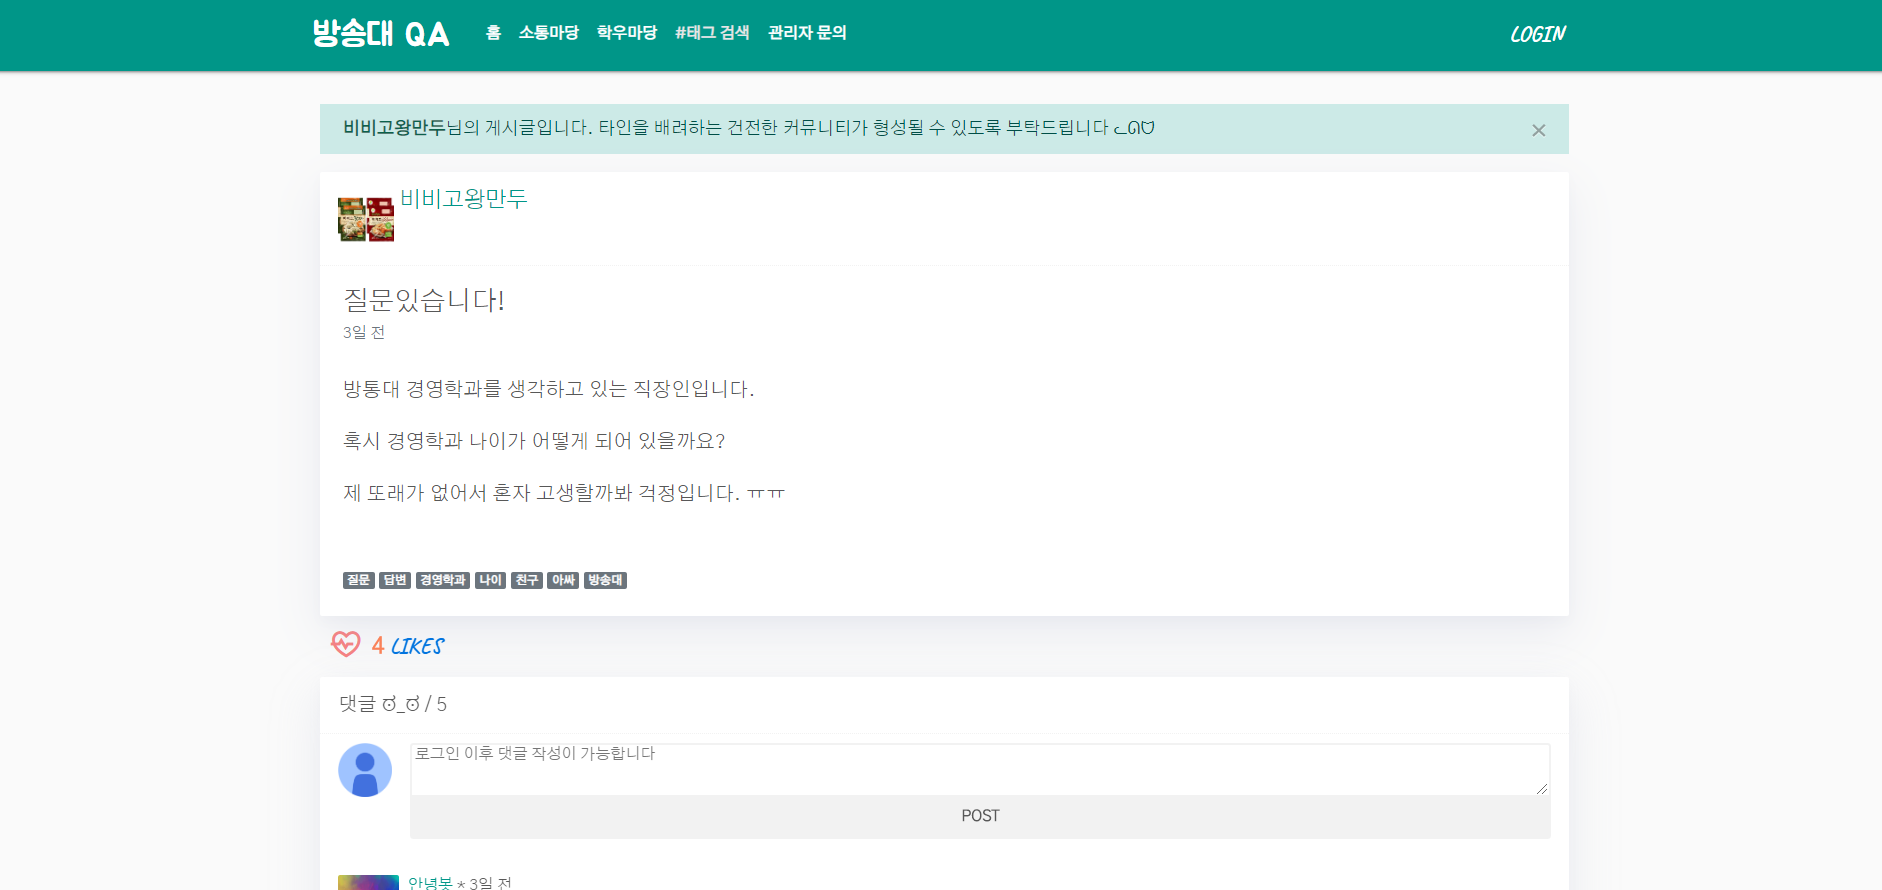 방송대 QA 홈 소통마당 학우마당 #태그 검색 관리자 문의 LOGIN
비비고왕만두님의 게시글입니다. 타인을 배려하는 건전한 커뮤니티가 형성될 수 있도록 부탁드립니다 ᓚᘏᗢ ×
비비고왕만두
질문있습니다!
3일 전
방통대 경영학과를 생각하고 있는 직장인입니다.
혹시 경영학과 나이가 어떻게 되어 있을까요?
제 또래가 없어서 혼자 고생할까봐 걱정입니다. ㅠㅠ
질문 답변 경영학과 나이 친구 아싸 방송대
4 LIKES
댓글 ಠ_ಠ / 5
로그인 이후 댓글 작성이 가능합니다
POST
안녕봇 * 3일 전